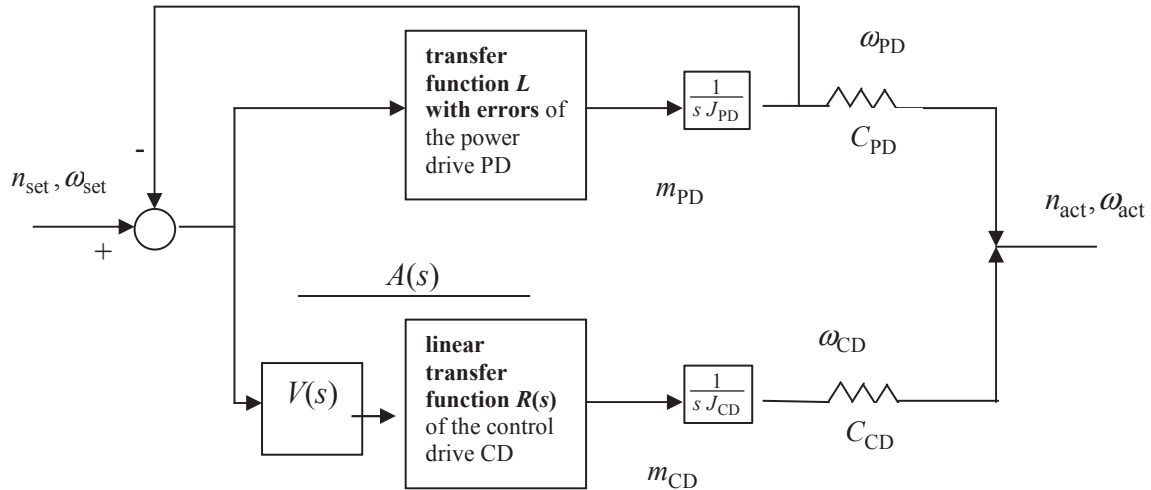 ω_PD
transfer
function L
with errors of
the power
drive PD
1
s J_PD
C_PD
-
n_set, ω_set
+
m_PD
n_act, ω_act
A(s)
V(s)
linear
transfer
function R(s)
of the control
drive CD
1
s J_CD
ω_CD
C_CD
m_CD